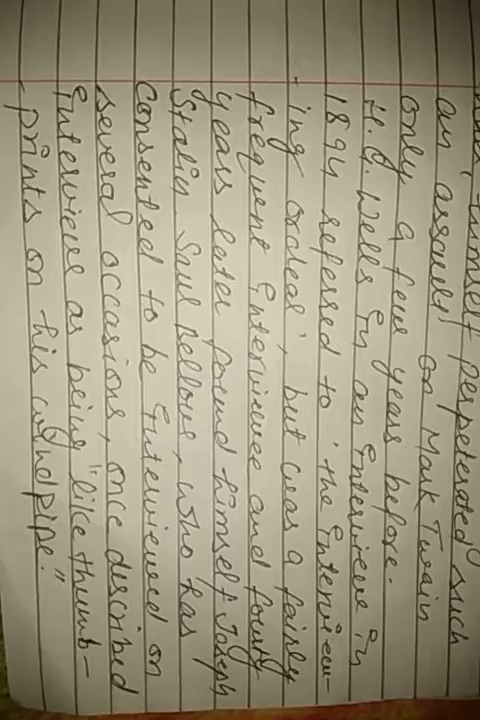 himself perpeterated such
an 'assault' on Mark Twain
only a few years before.
H.G. Wells in an interview in
1894 referred to 'the interview-
-ing ordeal', but was a fairly
frequent interviewee and fourty
years later found himself Joseph
Stalin. Saul Bellow, who has
consented to be interviewed on
several occasions, once described
interviews as being "like thumb-
-prints on his windpipe."